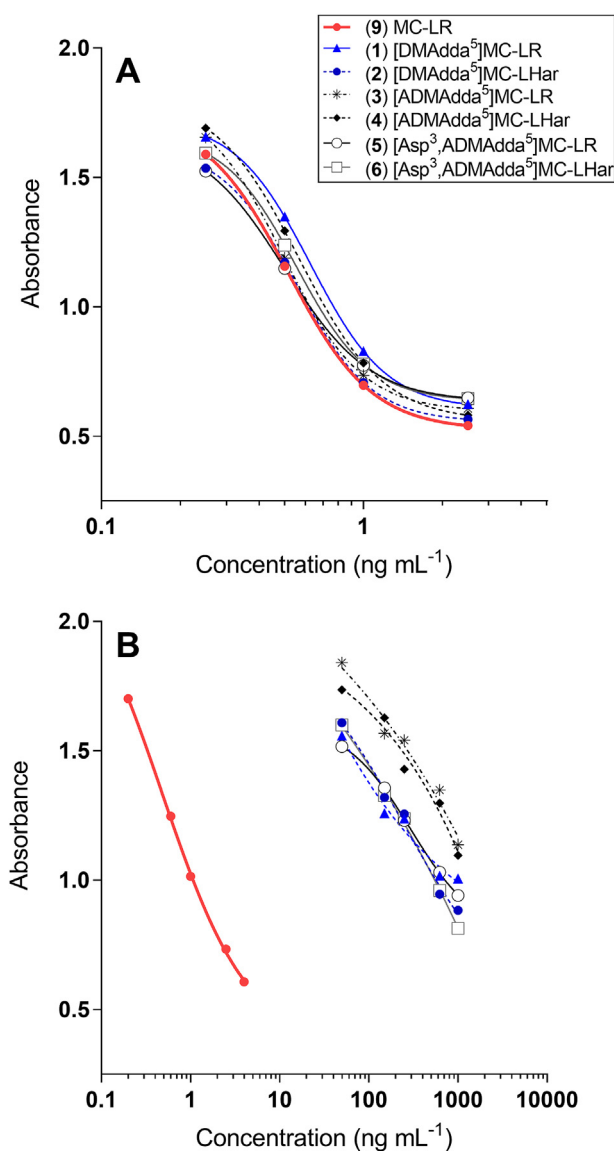 2.0
A
1.5
1.0
0.5
Absorbance
0.1
1
Concentration (ng mL⁻¹)
(9) MC-LR
(1) [DMAdda⁵]MC-LR
(2) [DMAdda⁵]MC-LHar
(3) [ADMAdda⁵]MC-LR
(4) [ADMAdda⁵]MC-LHar
(5) [Asp³,ADMAdda⁵]MC-LR
(6) [Asp³,ADMAdda⁵]MC-LHar
2.0
B
1.5
1.0
0.5
Absorbance
0.1
1
10
100
1000
10000
Concentration (ng mL⁻¹)